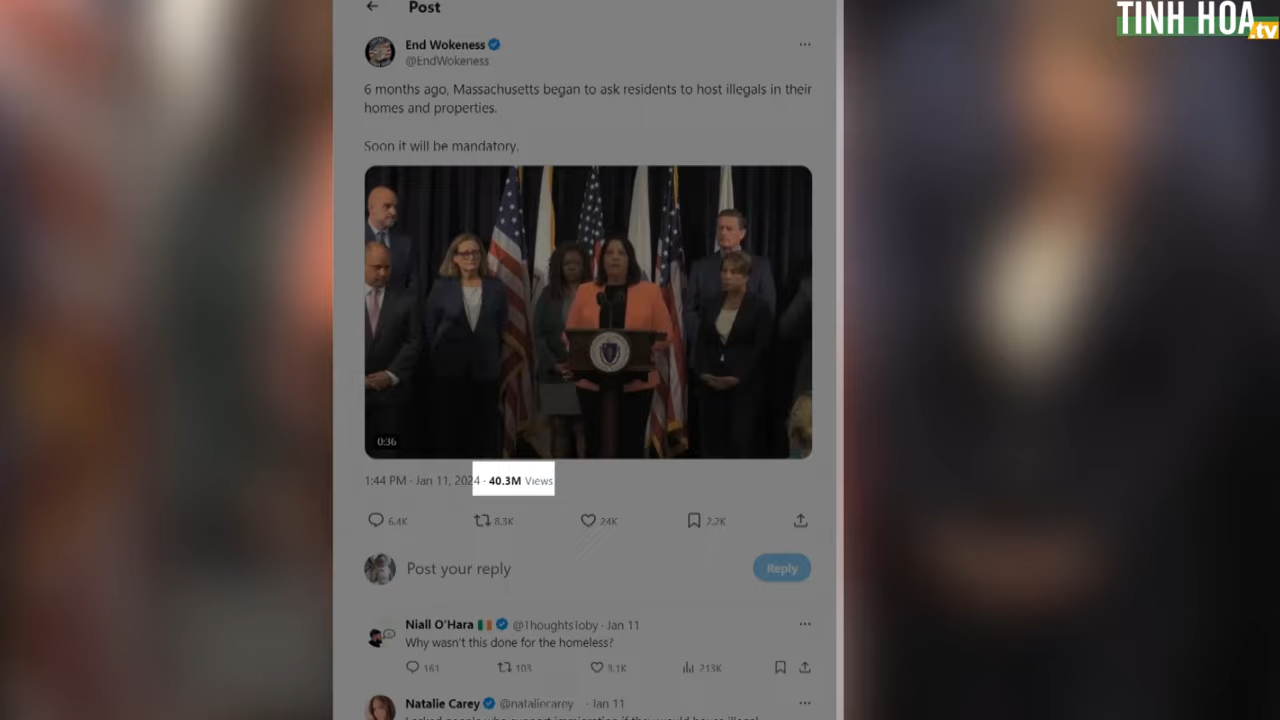 TINH HOA
.tv
Post
End Wokeness
@EndWokeness
6 months ago, Massachusetts began to ask residents to host illegals in their
homes and properties.
Soon it will be mandatory.
0:36
1:44 PM · Jan 11, 2024 · 40.3M Views
6.4K 8.3K 24K 2.2K
Post your reply
Reply
Niall O'Hara @ThoughtsToby · Jan 11
Why wasn't this done for the homeless?
161 103 3.1K 213K
Natalie Carey @nataliecarey · Jan 11